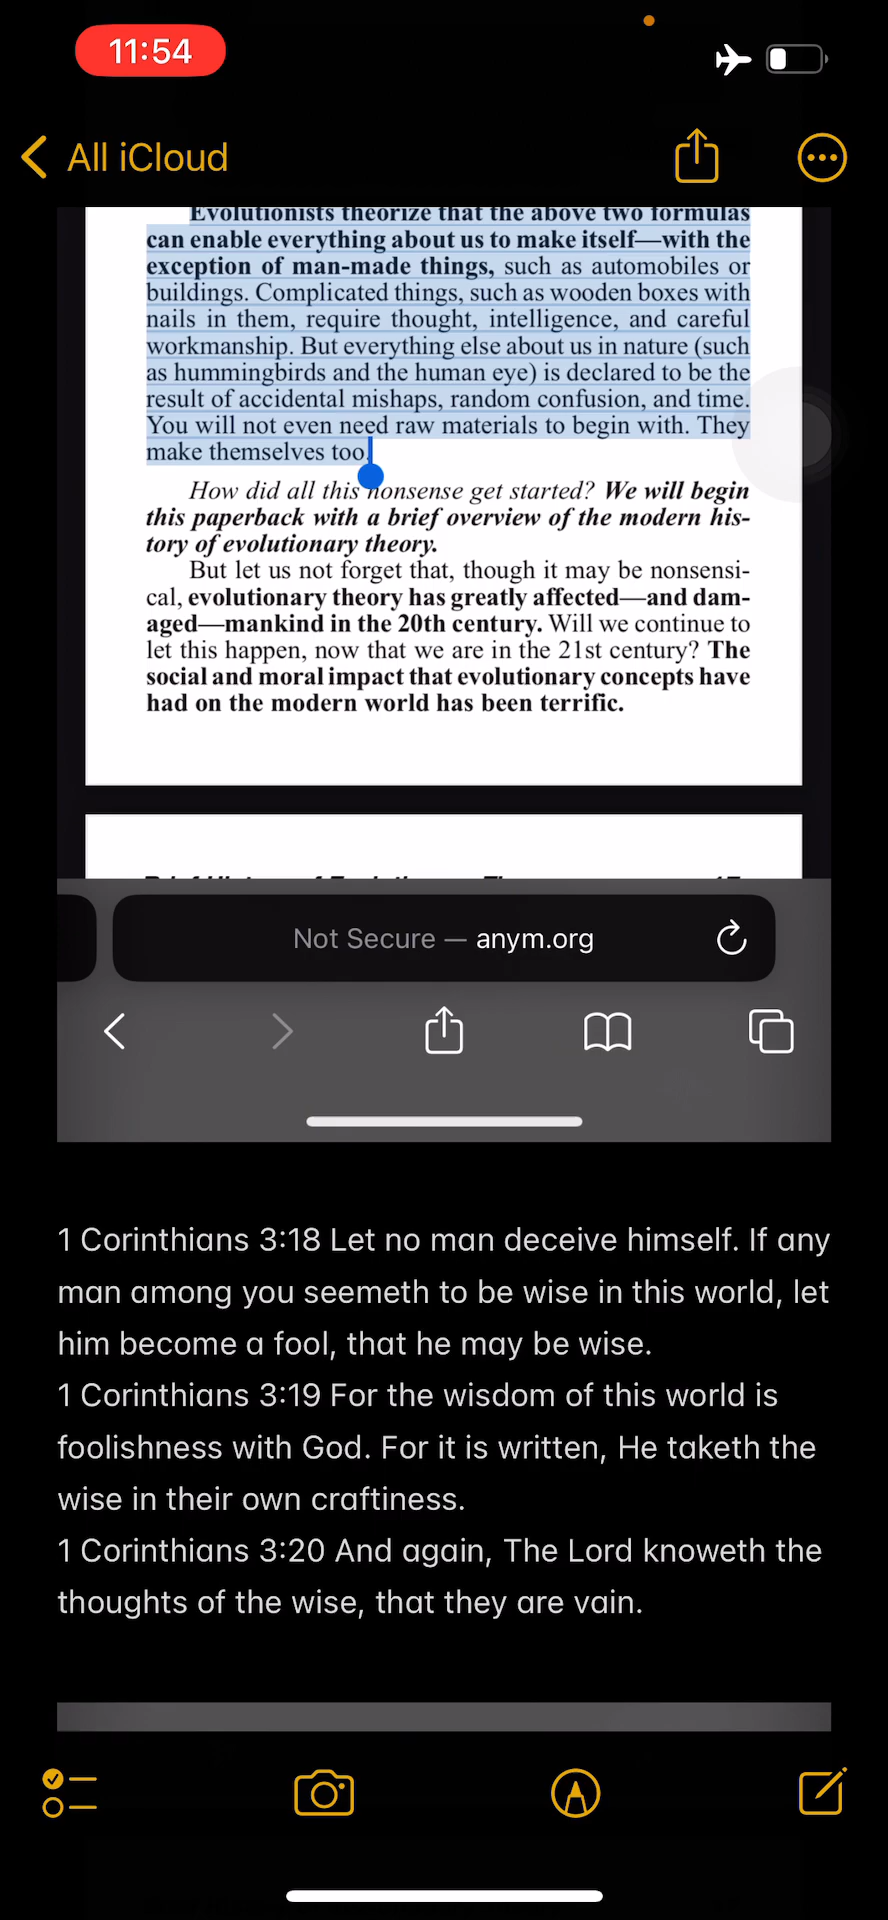 11:54
All iCloud
Evolutionists theorize that the above two formulas
can enable everything about us to make itself—with the
exception of man-made things, such as automobiles or
buildings. Complicated things, such as wooden boxes with
nails in them, require thought, intelligence, and careful
workmanship. But everything else about us in nature (such
as hummingbirds and the human eye) is declared to be the
result of accidental mishaps, random confusion, and time.
You will not even need raw materials to begin with. They
make themselves too.
How did all this nonsense get started? We will begin
this paperback with a brief overview of the modern his-
tory of evolutionary theory.
But let us not forget that, though it may be nonsensi-
cal, evolutionary theory has greatly affected—and dam-
aged—mankind in the 20th century. Will we continue to
let this happen, now that we are in the 21st century? The
social and moral impact that evolutionary concepts have
had on the modern world has been terrific.
Not Secure — anym.org
1 Corinthians 3:18 Let no man deceive himself. If any
man among you seemeth to be wise in this world, let
him become a fool, that he may be wise.
1 Corinthians 3:19 For the wisdom of this world is
foolishness with God. For it is written, He taketh the
wise in their own craftiness.
1 Corinthians 3:20 And again, The Lord knoweth the
thoughts of the wise, that they are vain.